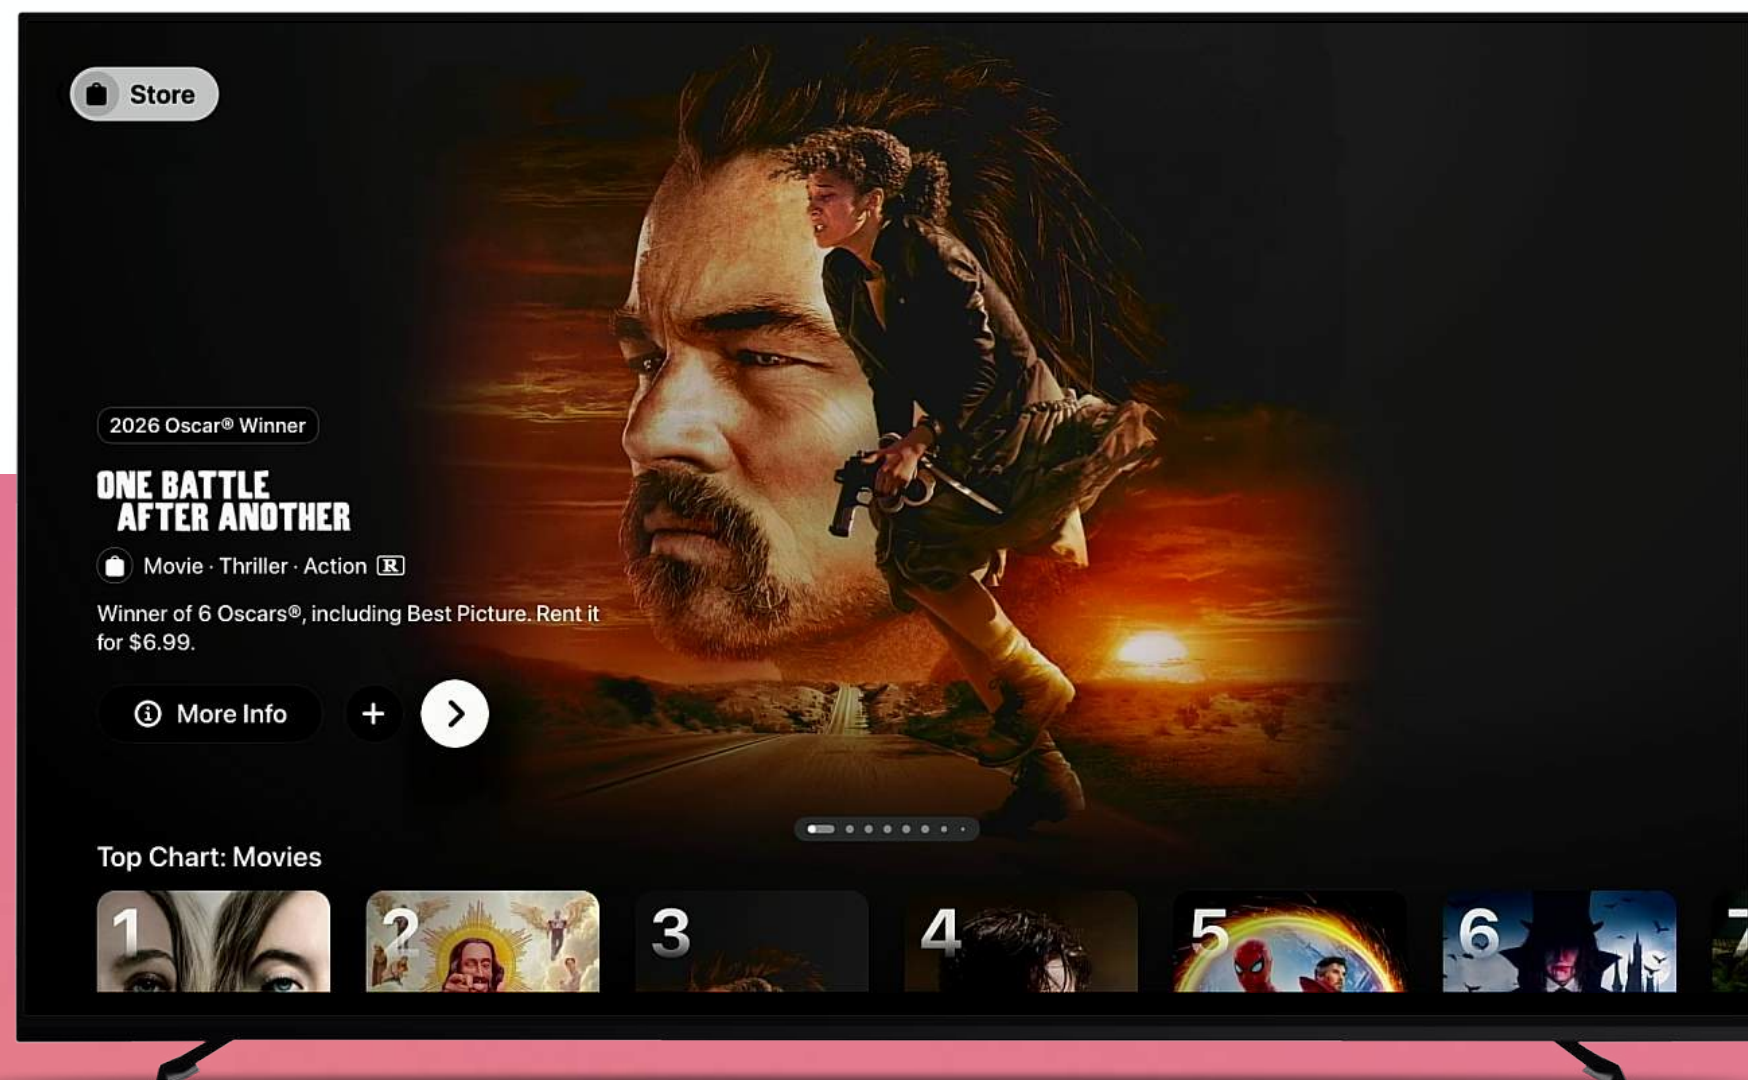 Store
2026 Oscar® Winner
ONE BATTLE
AFTER ANOTHER
Movie · Thriller · Action R
Winner of 6 Oscars®, including Best Picture. Rent it
for $6.99.
More Info
Top Chart: Movies
1 2 3 4 5 6 7